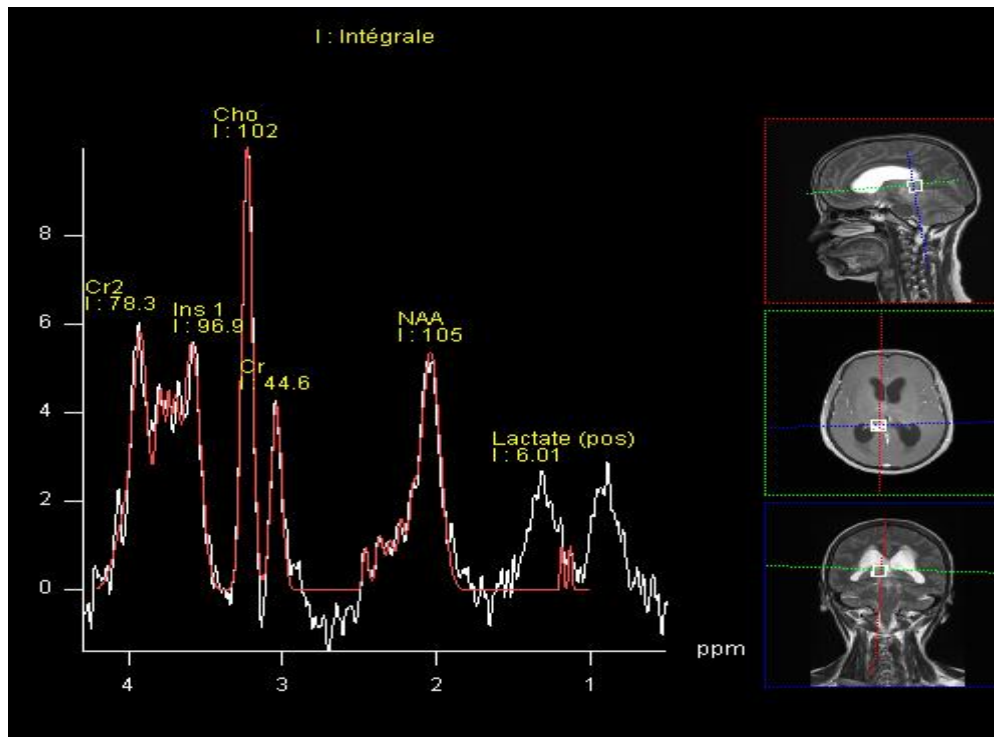 I : Intégrale
Cho
I : 102
8
Cr2
I : 78.3
Ins 1
I : 96.9
6
NAA
I : 105
Cr
I 44.6
4
Lactate (pos)
I : 6.01
2
0
ppm
4 3 2 1